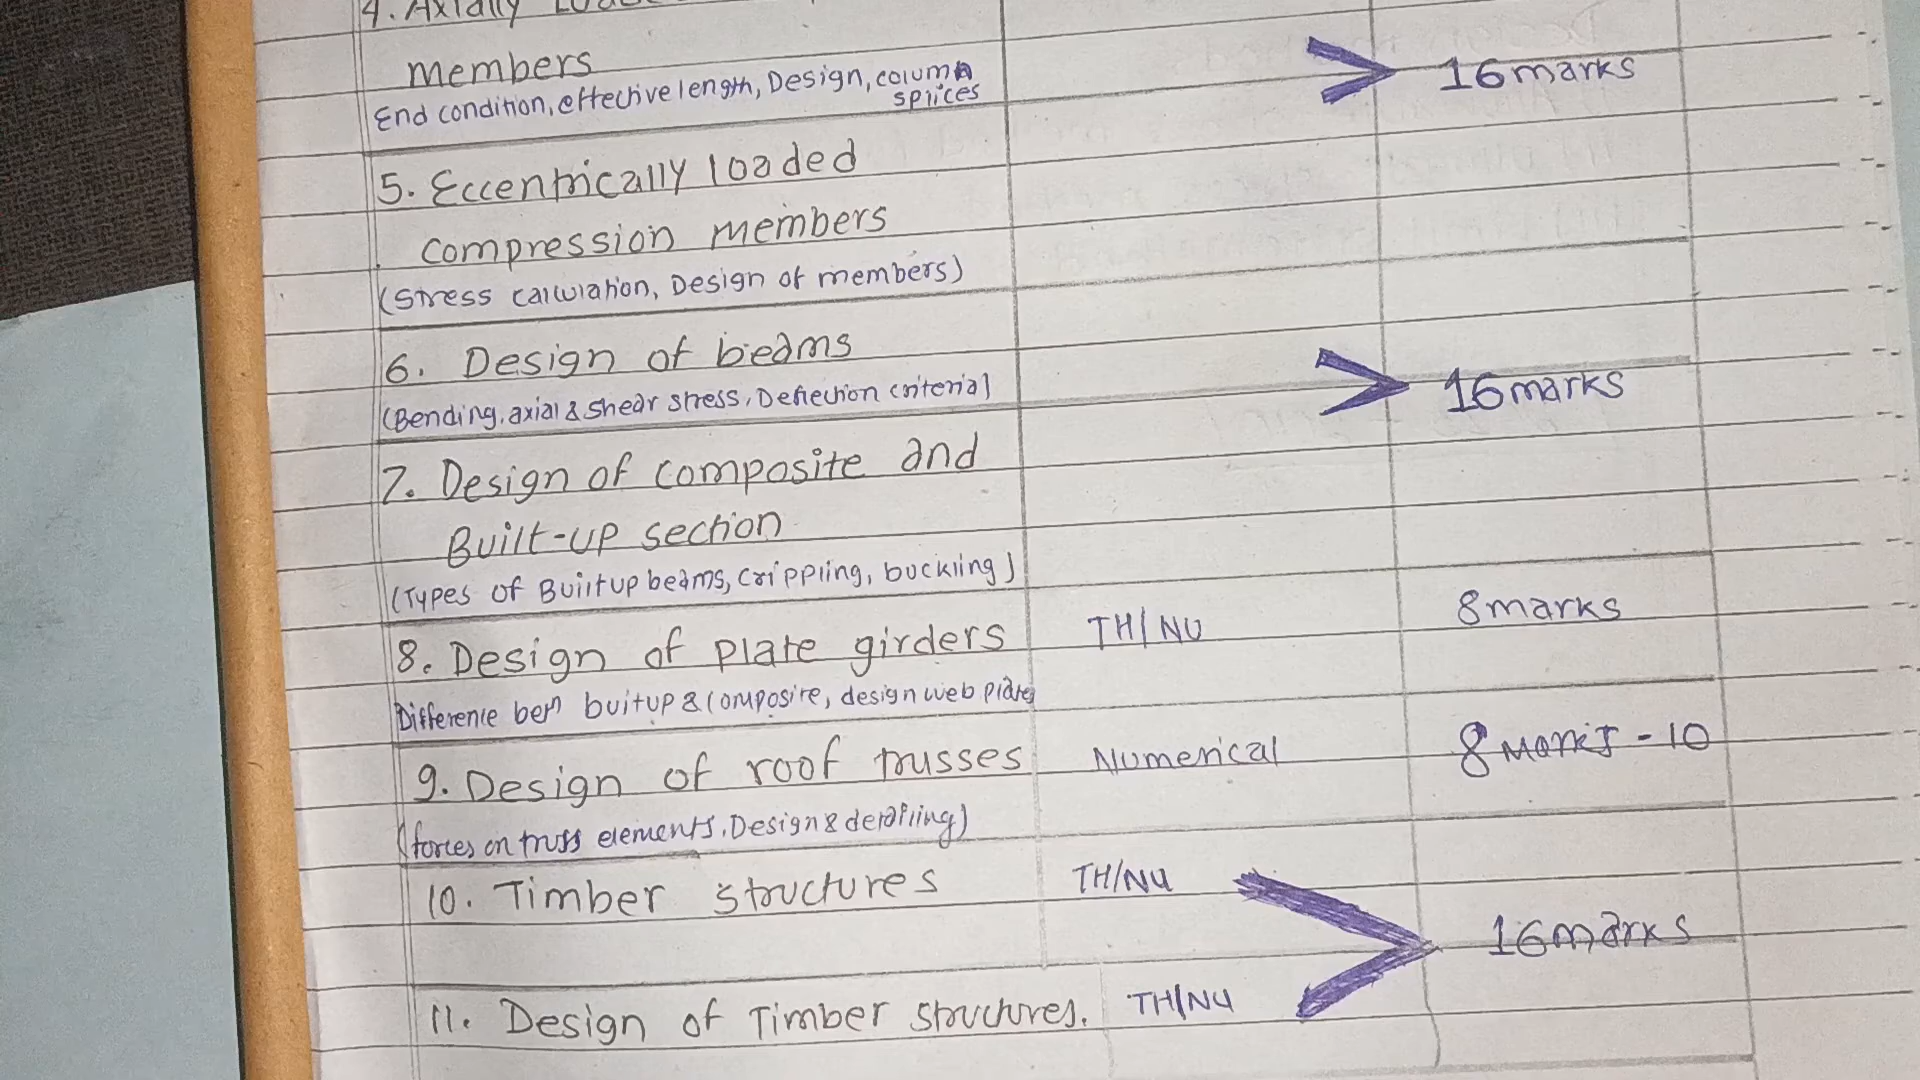 4. Axially Loa
members
16 marks
End condition, effective length, Design, column
splices
5. Eccentrically loaded
compression members
(Stress calculation, Design of members)
6. Design of beams
(Bending, axial & shear stress, Deflection criteria)
16 marks
7. Design of composite and
Built-up section
(Types of Builtup beams, crippling, buckling)
8. Design of plate girders TH/NU 8 marks
Difference betn buitup & composite, design web plate
9. Design of roof trusses Numerical 8 Marks - 10
(forces on truss elements, Design & detailing)
10. Timber structures TH/NU
16 marks
11. Design of Timber structures. TH/NU